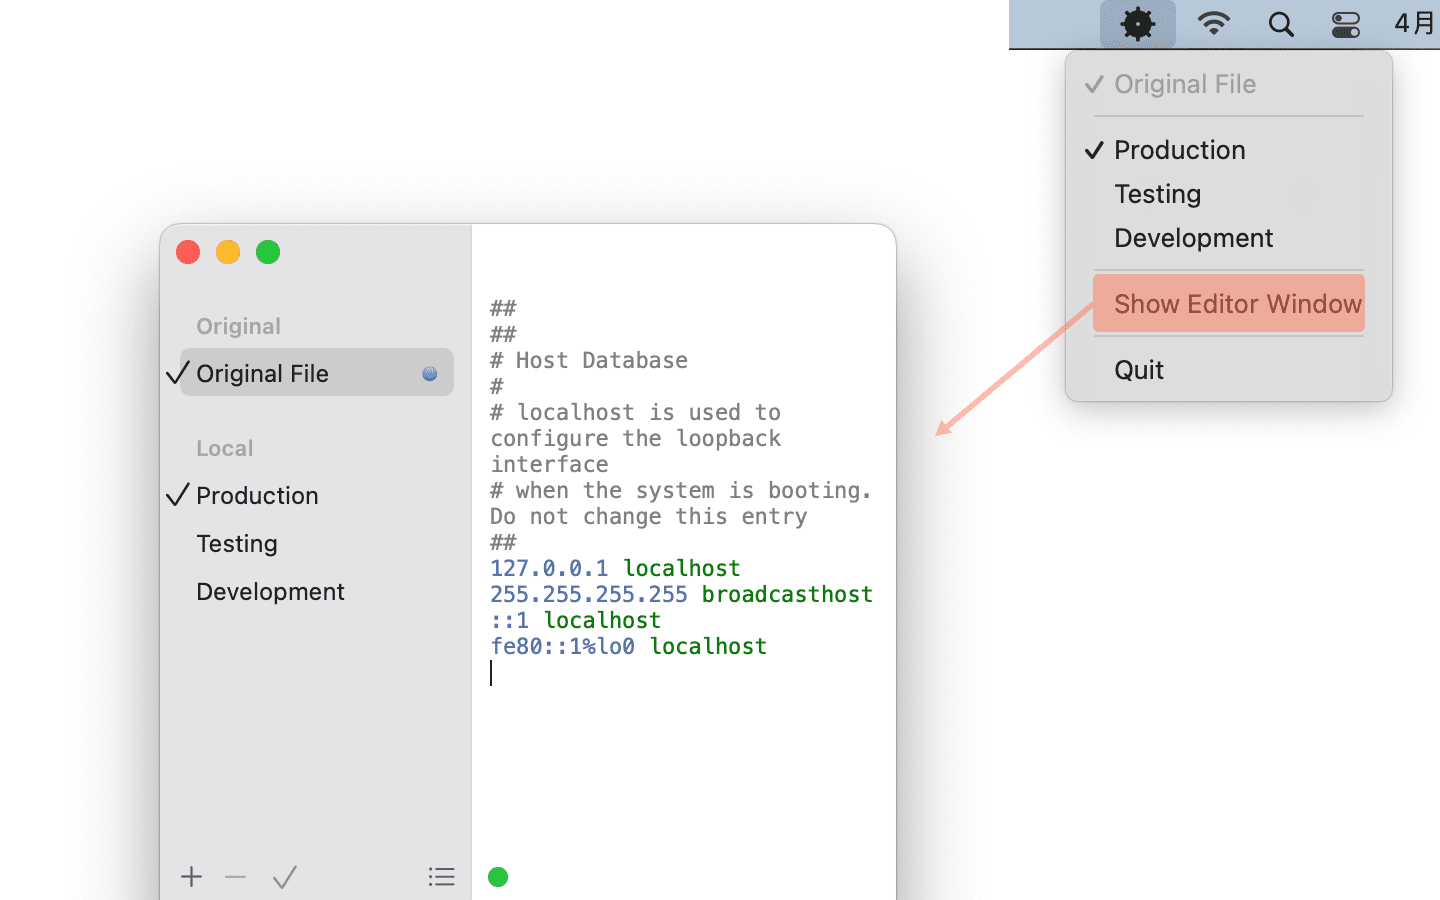 4月
Original File
Production
Testing
Development
Show Editor Window
Quit
Original
Original File
Local
Production
Testing
Development
##
##
# Host Database
#
# localhost is used to
configure the loopback
interface
# when the system is booting.
Do not change this entry
##
127.0.0.1 localhost
255.255.255.255 broadcasthost
::1 localhost
fe80::1%lo0 localhost